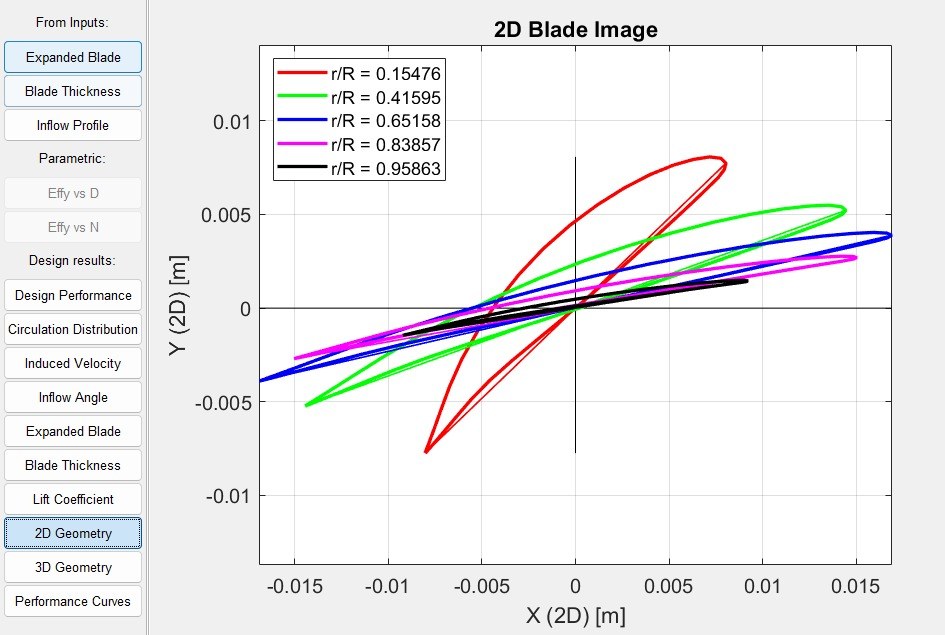 From Inputs:
Expanded Blade
Blade Thickness
Inflow Profile
Parametric:
Effy vs D
Effy vs N
Design results:
Design Performance
Circulation Distribution
Induced Velocity
Inflow Angle
Expanded Blade
Blade Thickness
Lift Coefficient
2D Geometry
3D Geometry
Performance Curves
2D Blade Image
r/R = 0.15476
r/R = 0.41595
r/R = 0.65158
r/R = 0.83857
r/R = 0.95863
Y (2D) [m]
0.01
0.005
0
-0.005
-0.01
-0.015 -0.01 -0.005 0 0.005 0.01 0.015
X (2D) [m]